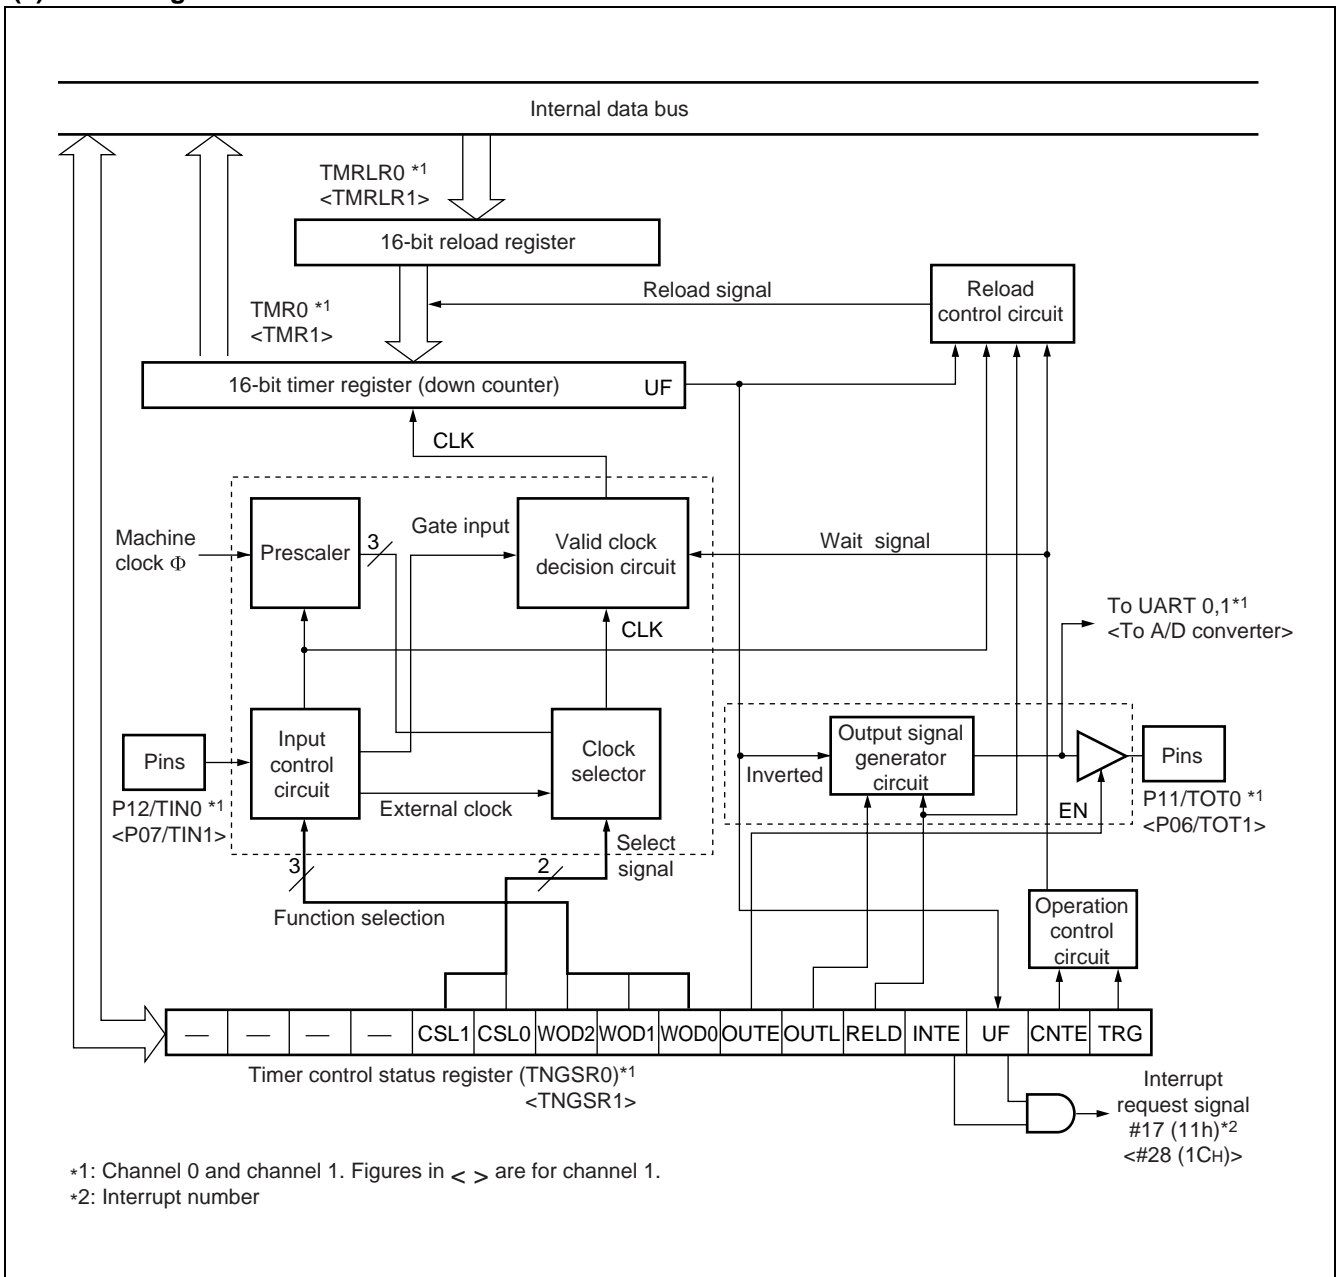 Internal data bus
TMRLR0 *1
<TMRLR1>
16-bit reload register
Reload signal
Reload
control circuit
TMR0 *1
<TMR1>
16-bit timer register (down counter)
UF
CLK
Machine
clock Φ
Prescaler
3
Gate input
Valid clock
decision circuit
Wait signal
CLK
To UART 0,1*1
<To A/D converter>
Pins
P12/TIN0 *1
<P07/TIN1>
Input
control
circuit
External clock
Clock
selector
Inverted
Output signal
generator
circuit
EN
Pins
P11/TOT0 *1
<P06/TOT1>
Select
signal
3
2
Function selection
Operation
control
circuit
— — — — CSL1 CSL0 WOD2 WOD1 WOD0 OUTE OUTL RELD INTE UF CNTE TRG
Timer control status register (TNGSR0)*1
<TNGSR1>
Interrupt
request signal
#17 (11h)*2
<#28 (1CH)>
*1: Channel 0 and channel 1. Figures in < > are for channel 1.
*2: Interrupt number